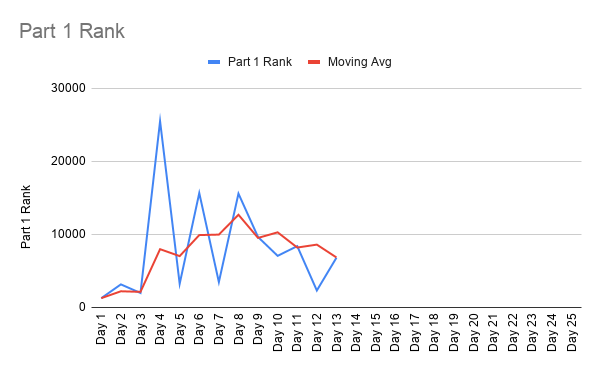 Part 1 Rank
Part 1 Rank Moving Avg
30000
20000
10000
0
Part 1 Rank
Day 1
Day 2
Day 3
Day 4
Day 5
Day 6
Day 7
Day 8
Day 9
Day 10
Day 11
Day 12
Day 13
Day 14
Day 15
Day 16
Day 17
Day 18
Day 19
Day 20
Day 21
Day 22
Day 23
Day 24
Day 25